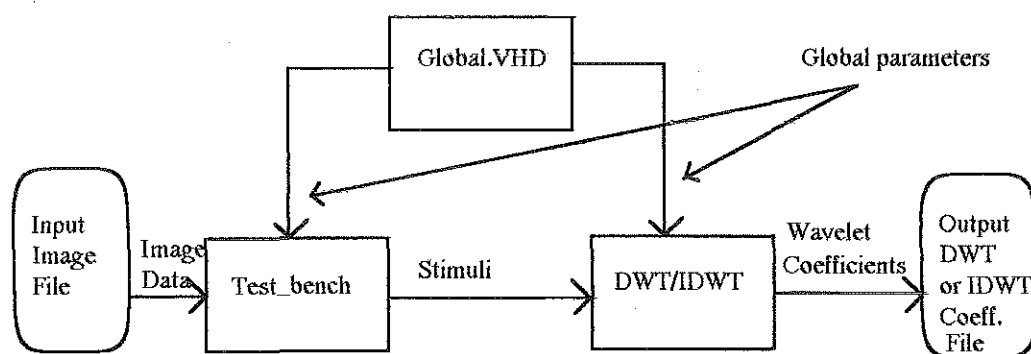 Global.VHD
Global parameters
Input
Image
File
Image
Data
Test_bench
Stimuli
DWT/IDWT
Wavelet
Coefficients
Output
DWT
or IDWT
Coeff.
File